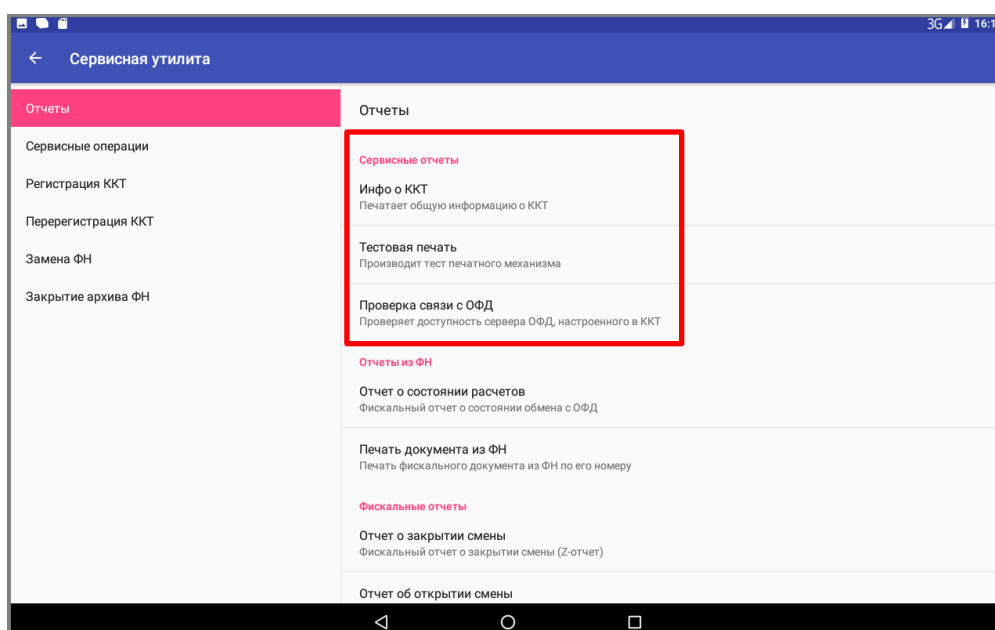 3G 16:1
Сервисная утилита
Отчеты
Сервисные операции
Регистрация ККТ
Перерегистрация ККТ
Замена ФН
Закрытие архива ФН
Отчеты
Сервисные отчеты
Инфо о ККТ
Печатает общую информацию о ККТ
Тестовая печать
Производит тест печатного механизма
Проверка связи с ОФД
Проверяет доступность сервера ОФД, настроенного в ККТ
Отчеты из ФН
Отчет о состоянии расчетов
Фискальный отчет о состоянии обмена с ОФД
Печать документа из ФН
Печать фискального документа из ФН по его номеру
Фискальные отчеты
Отчет о закрытии смены
Фискальный отчет о закрытии смены (Z-отчет)
Отчет об открытии смены